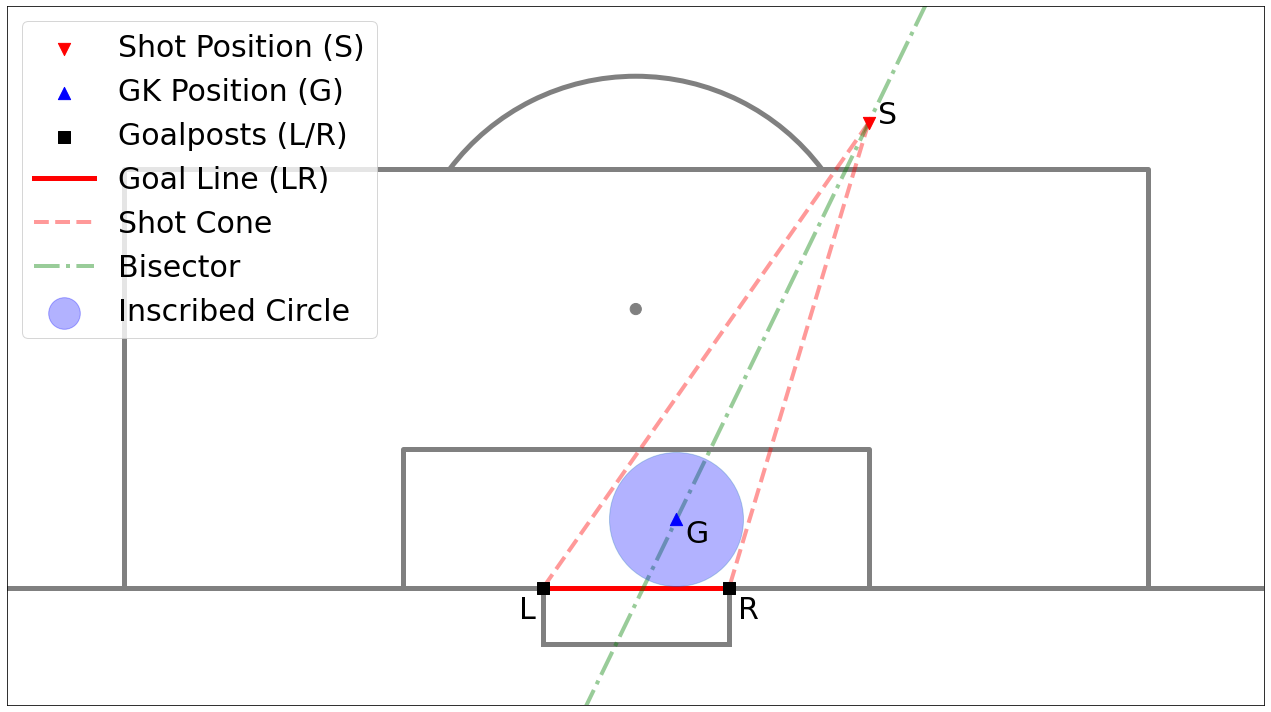 Shot Position (S)
GK Position (G)
Goalposts (L/R)
Goal Line (LR)
Shot Cone
Bisector
Inscribed Circle
S
G
L
R